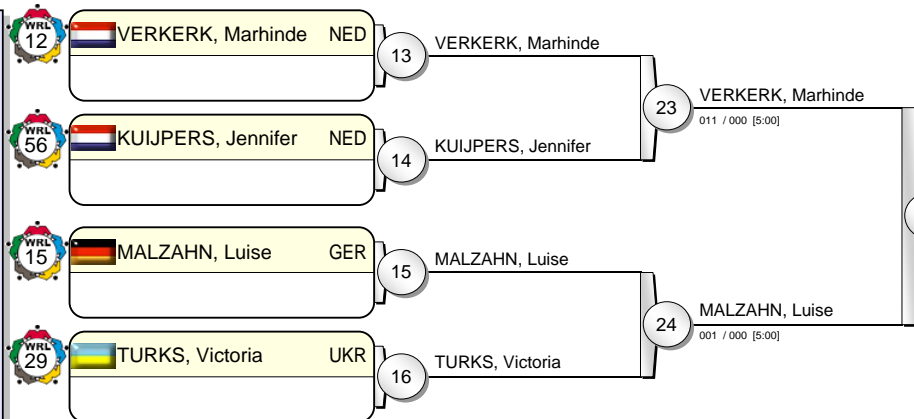 WRL
12
VERKERK, Marhinde NED
13
VERKERK, Marhinde
23
VERKERK, Marhinde
011 / 000 [5:00]
WRL
56
KUIJPERS, Jennifer NED
14
KUIJPERS, Jennifer
WRL
15
MALZAHN, Luise GER
15
MALZAHN, Luise
24
MALZAHN, Luise
001 / 000 [5:00]
WRL
29
TURKS, Victoria UKR
16
TURKS, Victoria